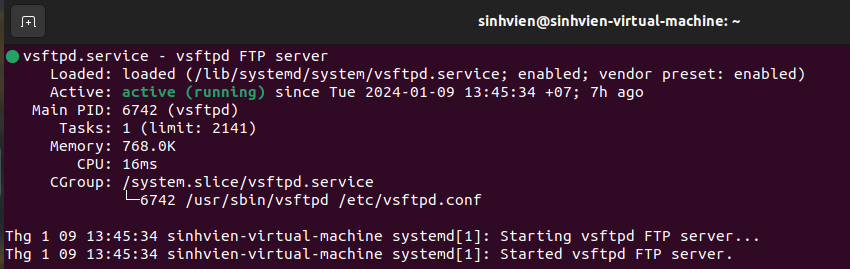 sinhvien@sinhvien-virtual-machine: ~
vsftpd.service - vsftpd FTP server
Loaded: loaded (/lib/systemd/system/vsftpd.service; enabled; vendor preset: enabled)
Active: active (running) since Tue 2024-01-09 13:45:34 +07; 7h ago
Main PID: 6742 (vsftpd)
Tasks: 1 (limit: 2141)
Memory: 768.0K
CPU: 16ms
CGroup: /system.slice/vsftpd.service
└─6742 /usr/sbin/vsftpd /etc/vsftpd.conf
Thg 1 09 13:45:34 sinhvien-virtual-machine systemd[1]: Starting vsftpd FTP server...
Thg 1 09 13:45:34 sinhvien-virtual-machine systemd[1]: Started vsftpd FTP server.